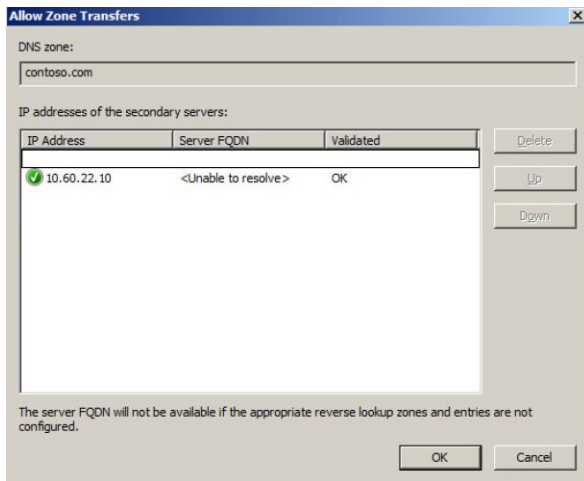 Allow Zone Transfers
DNS zone:
contoso.com
IP addresses of the secondary servers:
IP Address Server FQDN Validated
10.60.22.10 <Unable to resolve> OK
Delete
Up
Down
The server FQDN will not be available if the appropriate reverse lookup zones and entries are not
configured.
OK Cancel